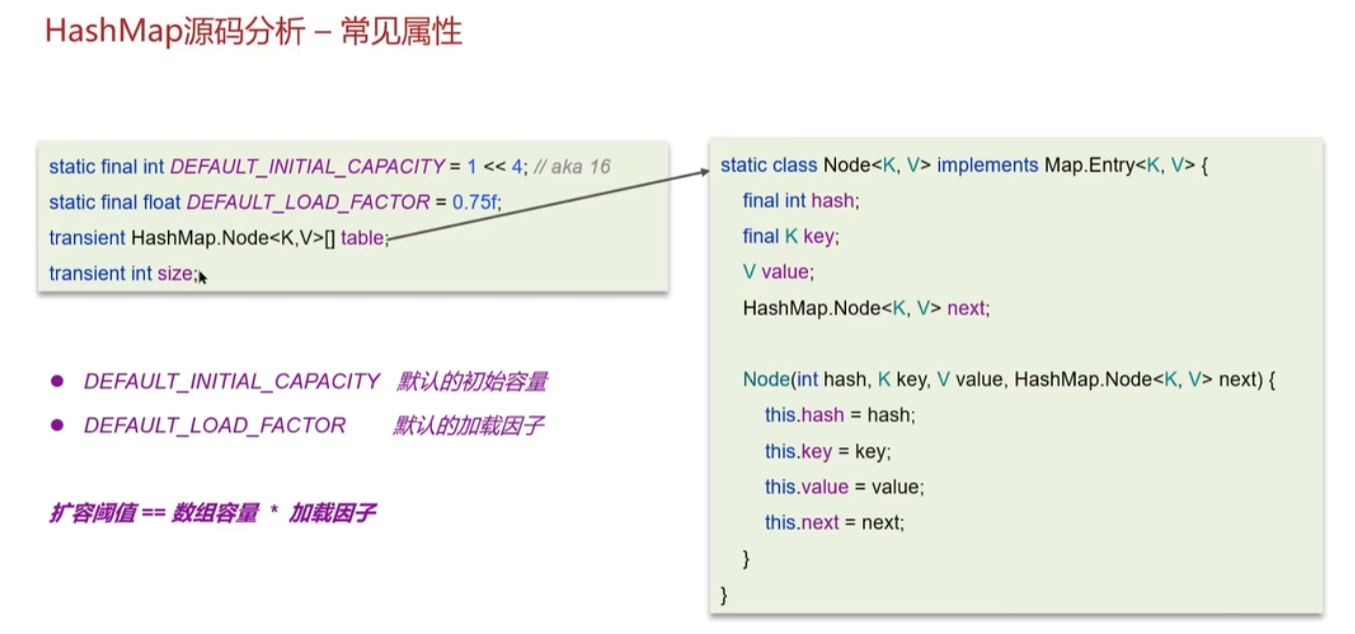 HashMap源码分析 – 常见属性
static final int DEFAULT_INITIAL_CAPACITY = 1 << 4; // aka 16
static final float DEFAULT_LOAD_FACTOR = 0.75f;
transient HashMap.Node<K,V>[] table;
transient int size;
● DEFAULT_INITIAL_CAPACITY 默认的初始容量
● DEFAULT_LOAD_FACTOR 默认的加载因子
扩容阈值 == 数组容量 * 加载因子
static class Node<K, V> implements Map.Entry<K, V> {
final int hash;
final K key;
V value;
HashMap.Node<K, V> next;
Node(int hash, K key, V value, HashMap.Node<K, V> next) {
this.hash = hash;
this.key = key;
this.value = value;
this.next = next;
}
}